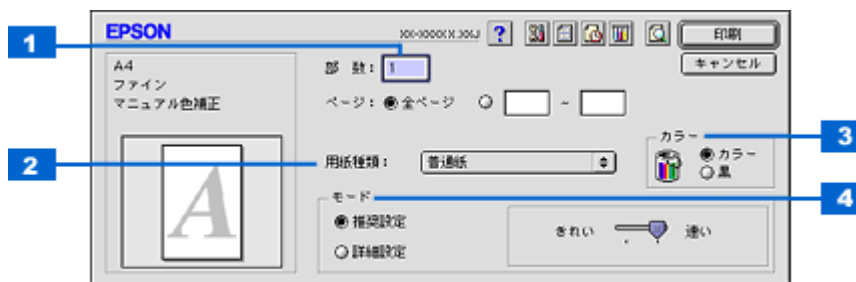 EPSON
XX-XXXXX X.XXJ ? 印刷
キャンセル
A4
ファイン
マニュアル色補正
部 数： 1
ページ： 全ページ ～
用紙種類： 普通紙
カラー
カラー
黒
モード
推奨設定
詳細設定
きれい 速い
A
1
2
3
4